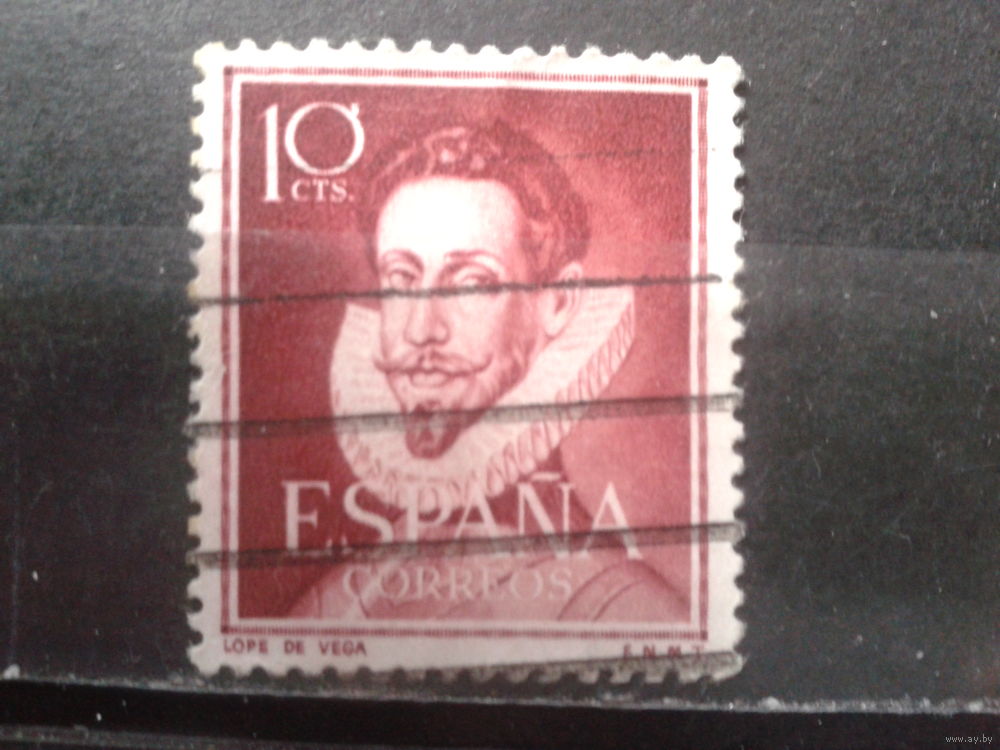 10
CTS.
ESPAÑA
CORREOS
LOPE DE VEGA F.N.M.T.
www.ay.by